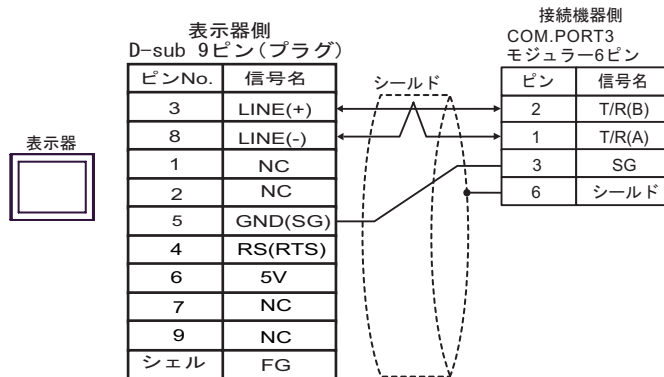 表示器側
D-sub 9ピン(プラグ)
ピンNo. 信号名
3 LINE(+)
8 LINE(-)
1 NC
2 NC
5 GND(SG)
4 RS(RTS)
6 5V
7 NC
9 NC
シェル FG
表示器
シールド
接続機器側
COM.PORT3
モジュラー6ピン
ピン 信号名
2 T/R(B)
1 T/R(A)
3 SG
6 シールド